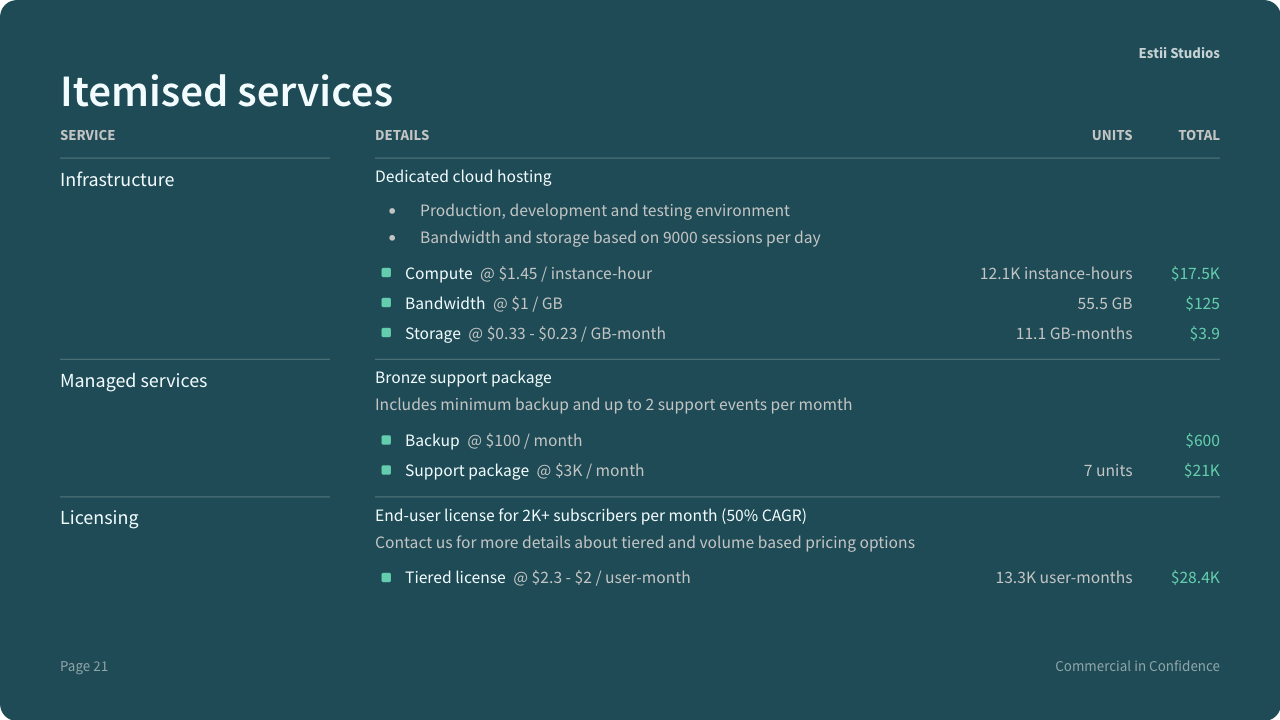 Estii Studios
Itemised services
SERVICE DETAILS UNITS TOTAL
Infrastructure Dedicated cloud hosting
• Production, development and testing environment
• Bandwidth and storage based on 9000 sessions per day
Compute @ $1.45 / instance-hour 12.1K instance-hours $17.5K
Bandwidth @ $1 / GB 55.5 GB $125
Storage @ $0.33 - $0.23 / GB-month 11.1 GB-months $3.9
Managed services Bronze support package
Includes minimum backup and up to 2 support events per momth
Backup @ $100 / month $600
Support package @ $3K / month 7 units $21K
Licensing End-user license for 2K+ subscribers per month (50% CAGR)
Contact us for more details about tiered and volume based pricing options
Tiered license @ $2.3 - $2 / user-month 13.3K user-months $28.4K
Page 21 Commercial in Confidence